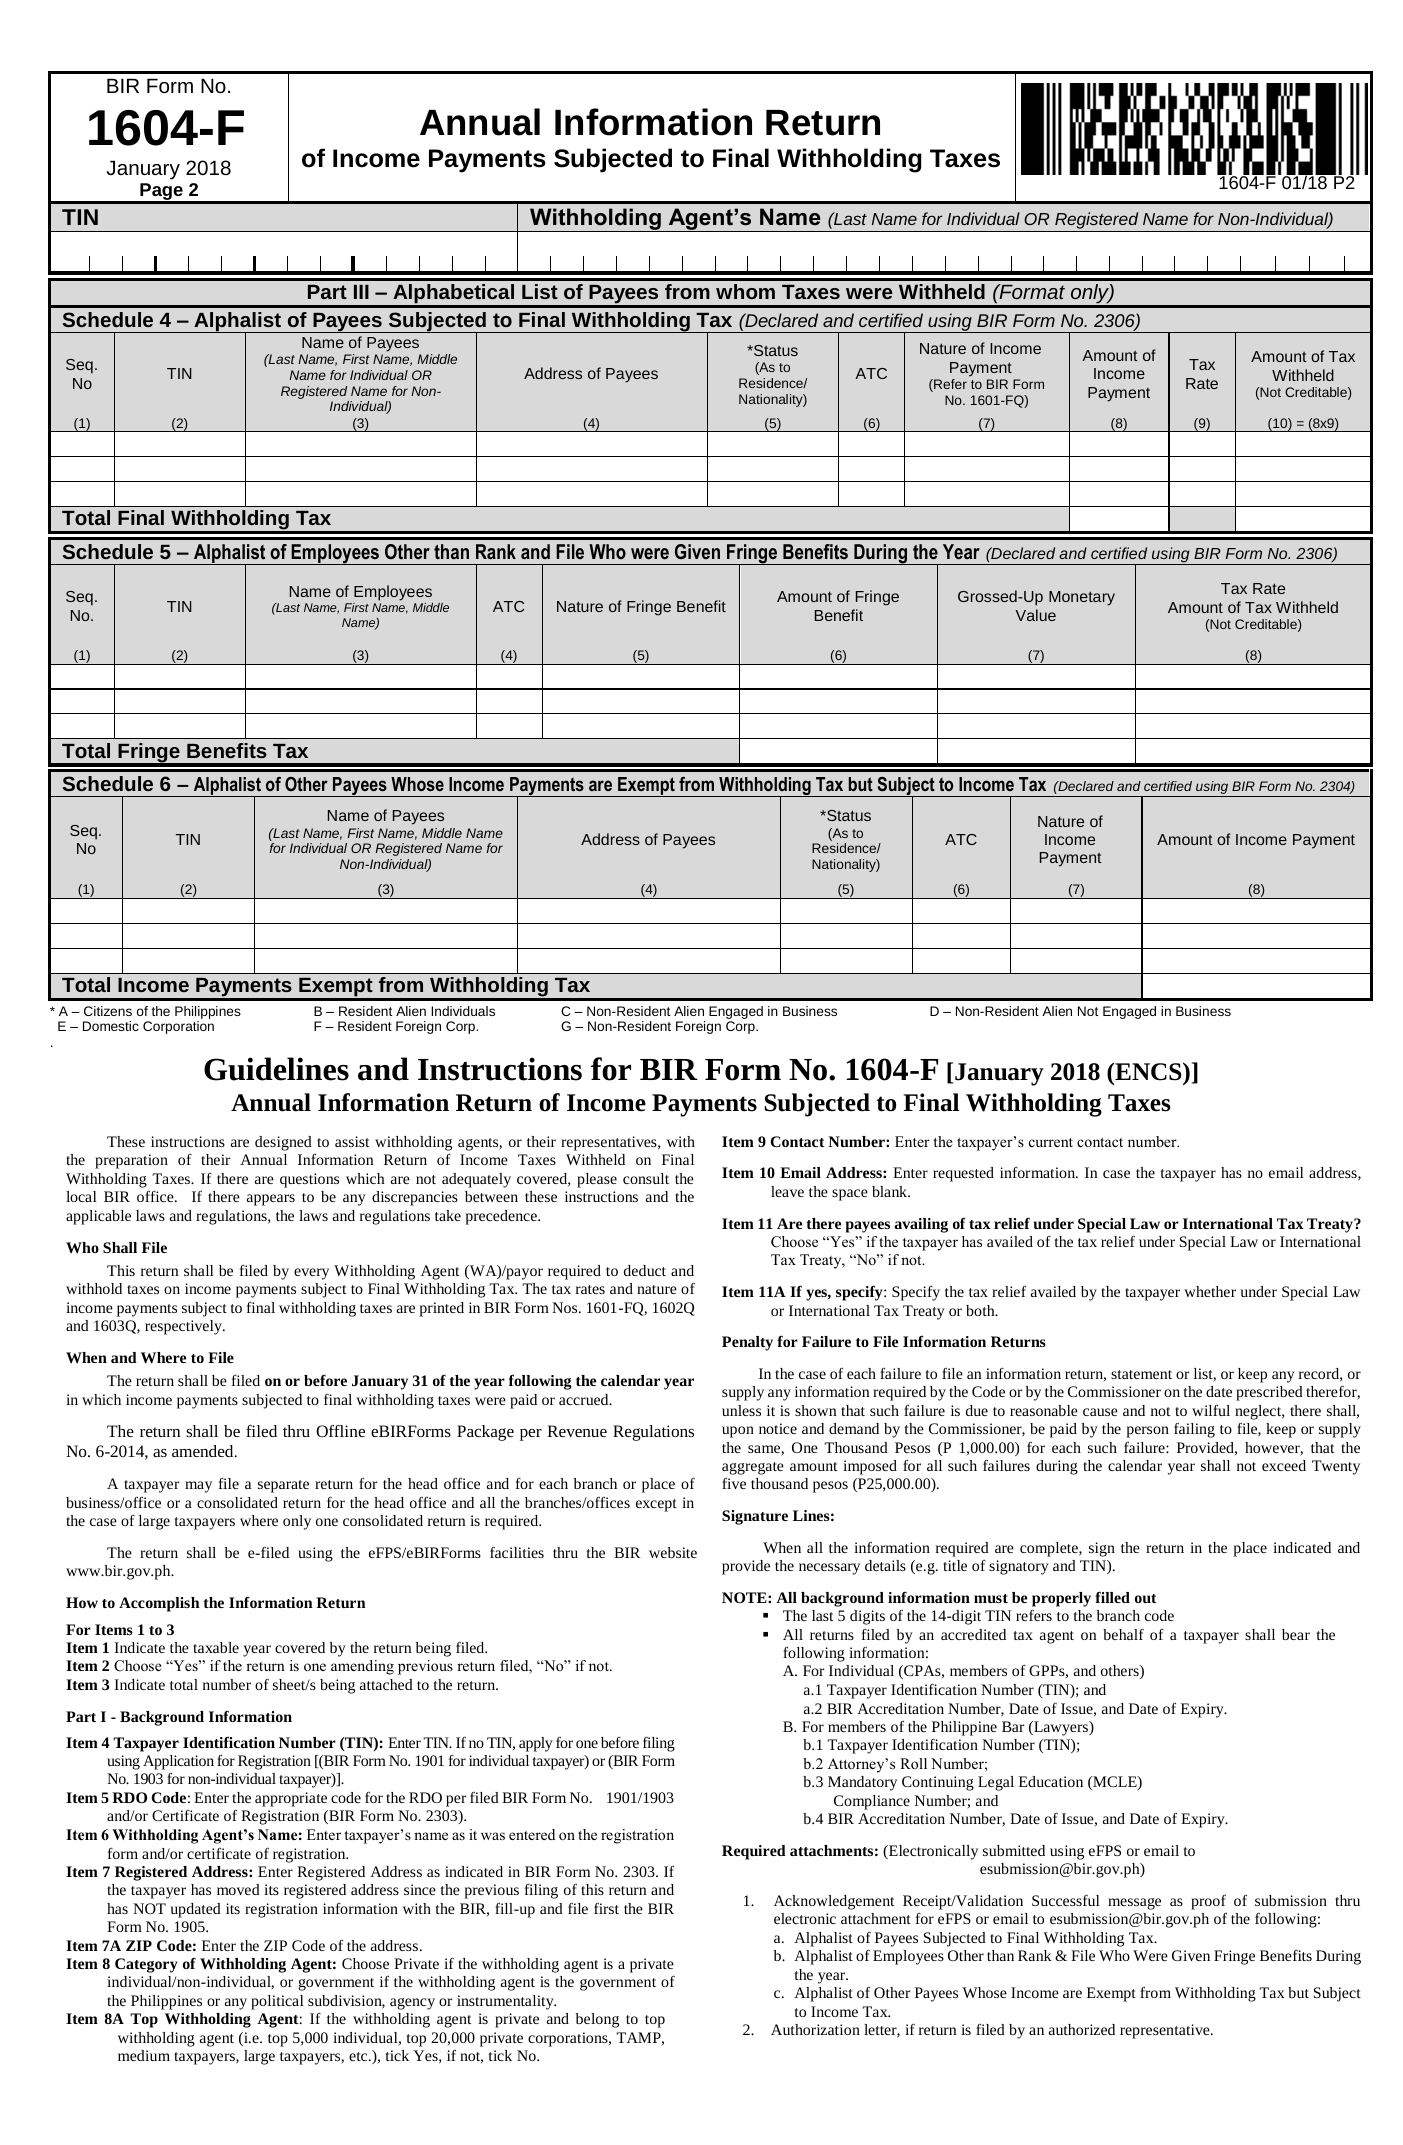 BIR Form No.
1604-F
January 2018
Page 2
Annual Information Return
of Income Payments Subjected to Final Withholding Taxes
1604-F 01/18 P2
TIN
Withholding Agent’s Name (Last Name for Individual OR Registered Name for Non-Individual)
Part III – Alphabetical List of Payees from whom Taxes were Withheld (Format only)
Schedule 4 – Alphalist of Payees Subjected to Final Withholding Tax (Declared and certified using BIR Form No. 2306)
Seq.
No
(1)
TIN
(2)
Name of Payees
(Last Name, First Name, Middle
Name for Individual OR
Registered Name for Non-
Individual)
(3)
Address of Payees
(4)
*Status
(As to
Residence/
Nationality)
(5)
ATC
(6)
Nature of Income
Payment
(Refer to BIR Form
No. 1601-FQ)
(7)
Amount of
Income
Payment
(8)
Tax
Rate
(9)
Amount of Tax
Withheld
(Not Creditable)
(10) = (8x9)
Total Final Withholding Tax
Schedule 5 – Alphalist of Employees Other than Rank and File Who were Given Fringe Benefits During the Year (Declared and certified using BIR Form No. 2306)
Seq.
No.
(1)
TIN
(2)
Name of Employees
(Last Name, First Name, Middle
Name)
(3)
ATC
(4)
Nature of Fringe Benefit
(5)
Amount of Fringe
Benefit
(6)
Grossed-Up Monetary
Value
(7)
Tax Rate
Amount of Tax Withheld
(Not Creditable)
(8)
Total Fringe Benefits Tax
Schedule 6 – Alphalist of Other Payees Whose Income Payments are Exempt from Withholding Tax but Subject to Income Tax (Declared and certified using BIR Form No. 2304)
Seq.
No
(1)
TIN
(2)
Name of Payees
(Last Name, First Name, Middle Name
for Individual OR Registered Name for
Non-Individual)
(3)
Address of Payees
(4)
*Status
(As to
Residence/
Nationality)
(5)
ATC
(6)
Nature of
Income
Payment
(7)
Amount of Income Payment
(8)
Total Income Payments Exempt from Withholding Tax
* A – Citizens of the Philippines B – Resident Alien Individuals C – Non-Resident Alien Engaged in Business D – Non-Resident Alien Not Engaged in Business
E – Domestic Corporation F – Resident Foreign Corp. G – Non-Resident Foreign Corp.
.
Guidelines and Instructions for BIR Form No. 1604-F [January 2018 (ENCS)]
Annual Information Return of Income Payments Subjected to Final Withholding Taxes
These instructions are designed to assist withholding agents, or their representatives, with
the preparation of their Annual Information Return of Income Taxes Withheld on Final
Withholding Taxes. If there are questions which are not adequately covered, please consult the
local BIR office. If there appears to be any discrepancies between these instructions and the
applicable laws and regulations, the laws and regulations take precedence.
Who Shall File
This return shall be filed by every Withholding Agent (WA)/payor required to deduct and
withhold taxes on income payments subject to Final Withholding Tax. The tax rates and nature of
income payments subject to final withholding taxes are printed in BIR Form Nos. 1601-FQ, 1602Q
and 1603Q, respectively.
When and Where to File
The return shall be filed on or before January 31 of the year following the calendar year
in which income payments subjected to final withholding taxes were paid or accrued.
The return shall be filed thru Offline eBIRForms Package per Revenue Regulations
No. 6-2014, as amended.
A taxpayer may file a separate return for the head office and for each branch or place of
business/office or a consolidated return for the head office and all the branches/offices except in
the case of large taxpayers where only one consolidated return is required.
The return shall be e-filed using the eFPS/eBIRForms facilities thru the BIR website
www.bir.gov.ph.
How to Accomplish the Information Return
For Items 1 to 3
Item 1 Indicate the taxable year covered by the return being filed.
Item 2 Choose “Yes” if the return is one amending previous return filed, “No” if not.
Item 3 Indicate total number of sheet/s being attached to the return.
Part I - Background Information
Item 4 Taxpayer Identification Number (TIN): Enter TIN. If no TIN, apply for one before filing
using Application for Registration [(BIR Form No. 1901 for individual taxpayer) or (BIR Form
No. 1903 for non-individual taxpayer)].
Item 5 RDO Code: Enter the appropriate code for the RDO per filed BIR Form No. 1901/1903
and/or Certificate of Registration (BIR Form No. 2303).
Item 6 Withholding Agent’s Name: Enter taxpayer’s name as it was entered on the registration
form and/or certificate of registration.
Item 7 Registered Address: Enter Registered Address as indicated in BIR Form No. 2303. If
the taxpayer has moved its registered address since the previous filing of this return and
has NOT updated its registration information with the BIR, fill-up and file first the BIR
Form No. 1905.
Item 7A ZIP Code: Enter the ZIP Code of the address.
Item 8 Category of Withholding Agent: Choose Private if the withholding agent is a private
individual/non-individual, or government if the withholding agent is the government of
the Philippines or any political subdivision, agency or instrumentality.
Item 8A Top Withholding Agent: If the withholding agent is private and belong to top
withholding agent (i.e. top 5,000 individual, top 20,000 private corporations, TAMP,
medium taxpayers, large taxpayers, etc.), tick Yes, if not, tick No.
Item 9 Contact Number: Enter the taxpayer’s current contact number.
Item 10 Email Address: Enter requested information. In case the taxpayer has no email address,
leave the space blank.
Item 11 Are there payees availing of tax relief under Special Law or International Tax Treaty?
Choose “Yes” if the taxpayer has availed of the tax relief under Special Law or International
Tax Treaty, “No” if not.
Item 11A If yes, specify: Specify the tax relief availed by the taxpayer whether under Special Law
or International Tax Treaty or both.
Penalty for Failure to File Information Returns
In the case of each failure to file an information return, statement or list, or keep any record, or
supply any information required by the Code or by the Commissioner on the date prescribed therefor,
unless it is shown that such failure is due to reasonable cause and not to wilful neglect, there shall,
upon notice and demand by the Commissioner, be paid by the person failing to file, keep or supply
the same, One Thousand Pesos (P 1,000.00) for each such failure: Provided, however, that the
aggregate amount imposed for all such failures during the calendar year shall not exceed Twenty
five thousand pesos (P25,000.00).
Signature Lines:
When all the information required are complete, sign the return in the place indicated and
provide the necessary details (e.g. title of signatory and TIN).
NOTE: All background information must be properly filled out
▪ The last 5 digits of the 14-digit TIN refers to the branch code
▪ All returns filed by an accredited tax agent on behalf of a taxpayer shall bear the
following information:
A. For Individual (CPAs, members of GPPs, and others)
a.1 Taxpayer Identification Number (TIN); and
a.2 BIR Accreditation Number, Date of Issue, and Date of Expiry.
B. For members of the Philippine Bar (Lawyers)
b.1 Taxpayer Identification Number (TIN);
b.2 Attorney’s Roll Number;
b.3 Mandatory Continuing Legal Education (MCLE)
Compliance Number; and
b.4 BIR Accreditation Number, Date of Issue, and Date of Expiry.
Required attachments: (Electronically submitted using eFPS or email to
esubmission@bir.gov.ph)
1. Acknowledgement Receipt/Validation Successful message as proof of submission thru
electronic attachment for eFPS or email to esubmission@bir.gov.ph of the following:
a. Alphalist of Payees Subjected to Final Withholding Tax.
b. Alphalist of Employees Other than Rank & File Who Were Given Fringe Benefits During
the year.
c. Alphalist of Other Payees Whose Income are Exempt from Withholding Tax but Subject
to Income Tax.
2. Authorization letter, if return is filed by an authorized representative.